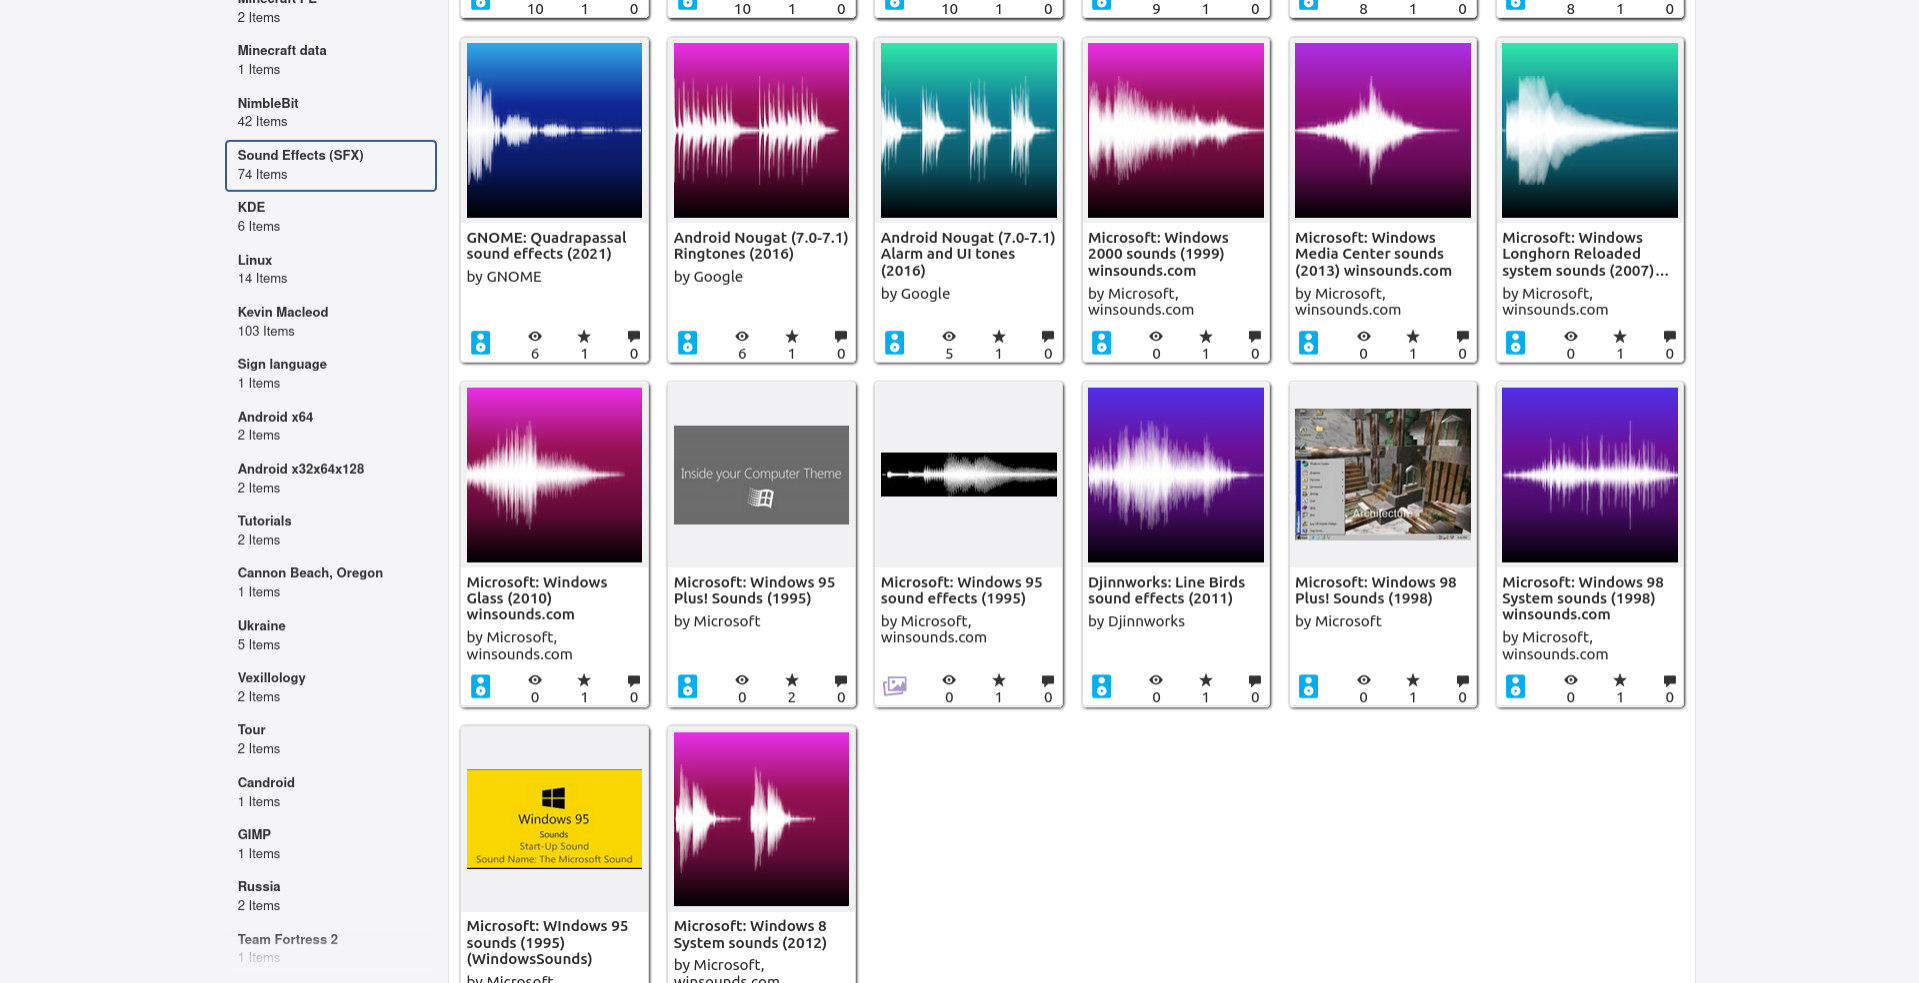 Minecraft PE
2 Items
Minecraft data
1 Items
NimbleBit
42 Items
Sound Effects (SFX)
74 Items
KDE
6 Items
Linux
14 Items
Kevin Macleod
103 Items
Sign language
1 Items
Android x64
2 Items
Android x32x64x128
2 Items
Tutorials
2 Items
Cannon Beach, Oregon
1 Items
Ukraine
5 Items
Vexillology
2 Items
Tour
2 Items
Candroid
1 Items
GIMP
1 Items
Russia
2 Items
Team Fortress 2
1 Items
10 1 0
10 1 0
10 1 0
9 1 0
8 1 0
8 1 0
GNOME: Quadrapassal
sound effects (2021)
by GNOME
6 1 0
Android Nougat (7.0-7.1)
Ringtones (2016)
by Google
6 1 0
Android Nougat (7.0-7.1)
Alarm and UI tones
(2016)
by Google
5 1 0
Microsoft: Windows
2000 sounds (1999)
winsounds.com
by Microsoft,
winsounds.com
0 1 0
Microsoft: Windows
Media Center sounds
(2013) winsounds.com
by Microsoft,
winsounds.com
0 1 0
Microsoft: Windows
Longhorn Reloaded
system sounds (2007)...
by Microsoft,
winsounds.com
0 1 0
Microsoft: Windows
Glass (2010)
winsounds.com
by Microsoft,
winsounds.com
0 1 0
Inside your Computer Theme
Microsoft: Windows 95
Plus! Sounds (1995)
by Microsoft
0 2 0
Microsoft: Windows 95
sound effects (1995)
by Microsoft,
winsounds.com
0 1 0
Djinnworks: Line Birds
sound effects (2011)
by Djinnworks
0 1 0
Architecture
Microsoft: Windows 98
Plus! Sounds (1998)
by Microsoft
0 1 0
Microsoft: Windows 98
System sounds (1998)
winsounds.com
by Microsoft,
winsounds.com
0 1 0
Windows 95
Sounds
Start-Up Sound
Sound Name: The Microsoft Sound
Microsoft: WIndows 95
sounds (1995)
(WindowsSounds)
by Microsoft
Microsoft: Windows 8
System sounds (2012)
by Microsoft,
winsounds.com